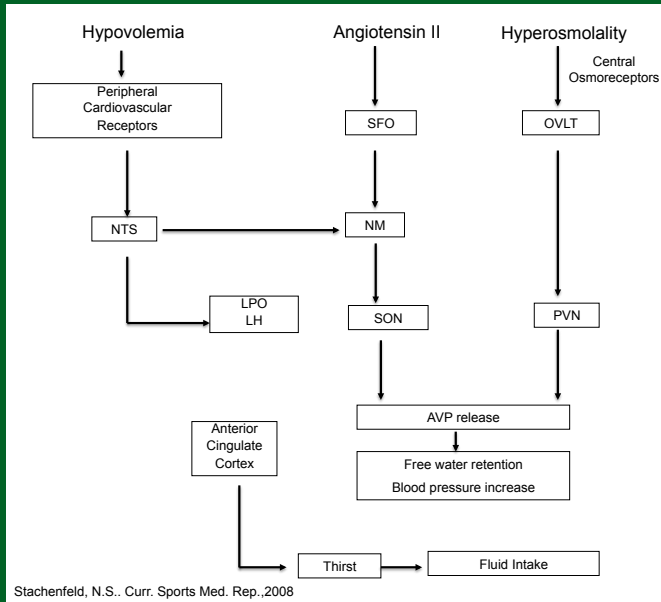 Hypovolemia
Angiotensin II
Hyperosmolality
Central
Osmoreceptors
Peripheral
Cardiovascular
Receptors
SFO
OVLT
NTS
NM
LPO
LH
SON
PVN
AVP release
Anterior
Cingulate
Cortex
Free water retention
Blood pressure increase
Thirst
Fluid Intake
Stachenfeld, N.S.. Curr. Sports Med. Rep.,2008